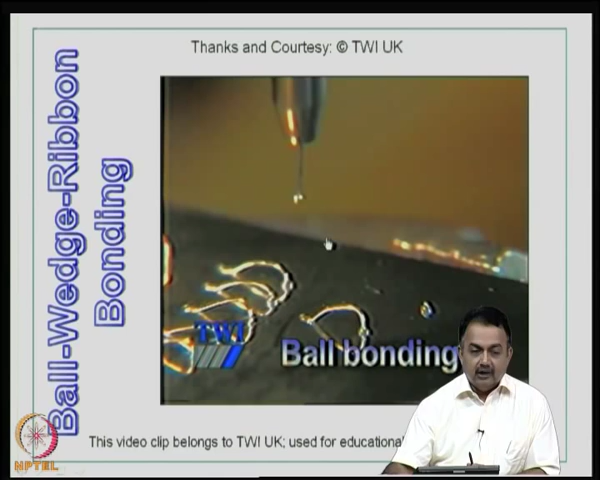 Thanks and Courtesy: © TWI UK
Ball-Wedge-Ribbon
Bonding
TWI
Ball bonding
This video clip belongs to TWI UK; used for educational
NPTEL